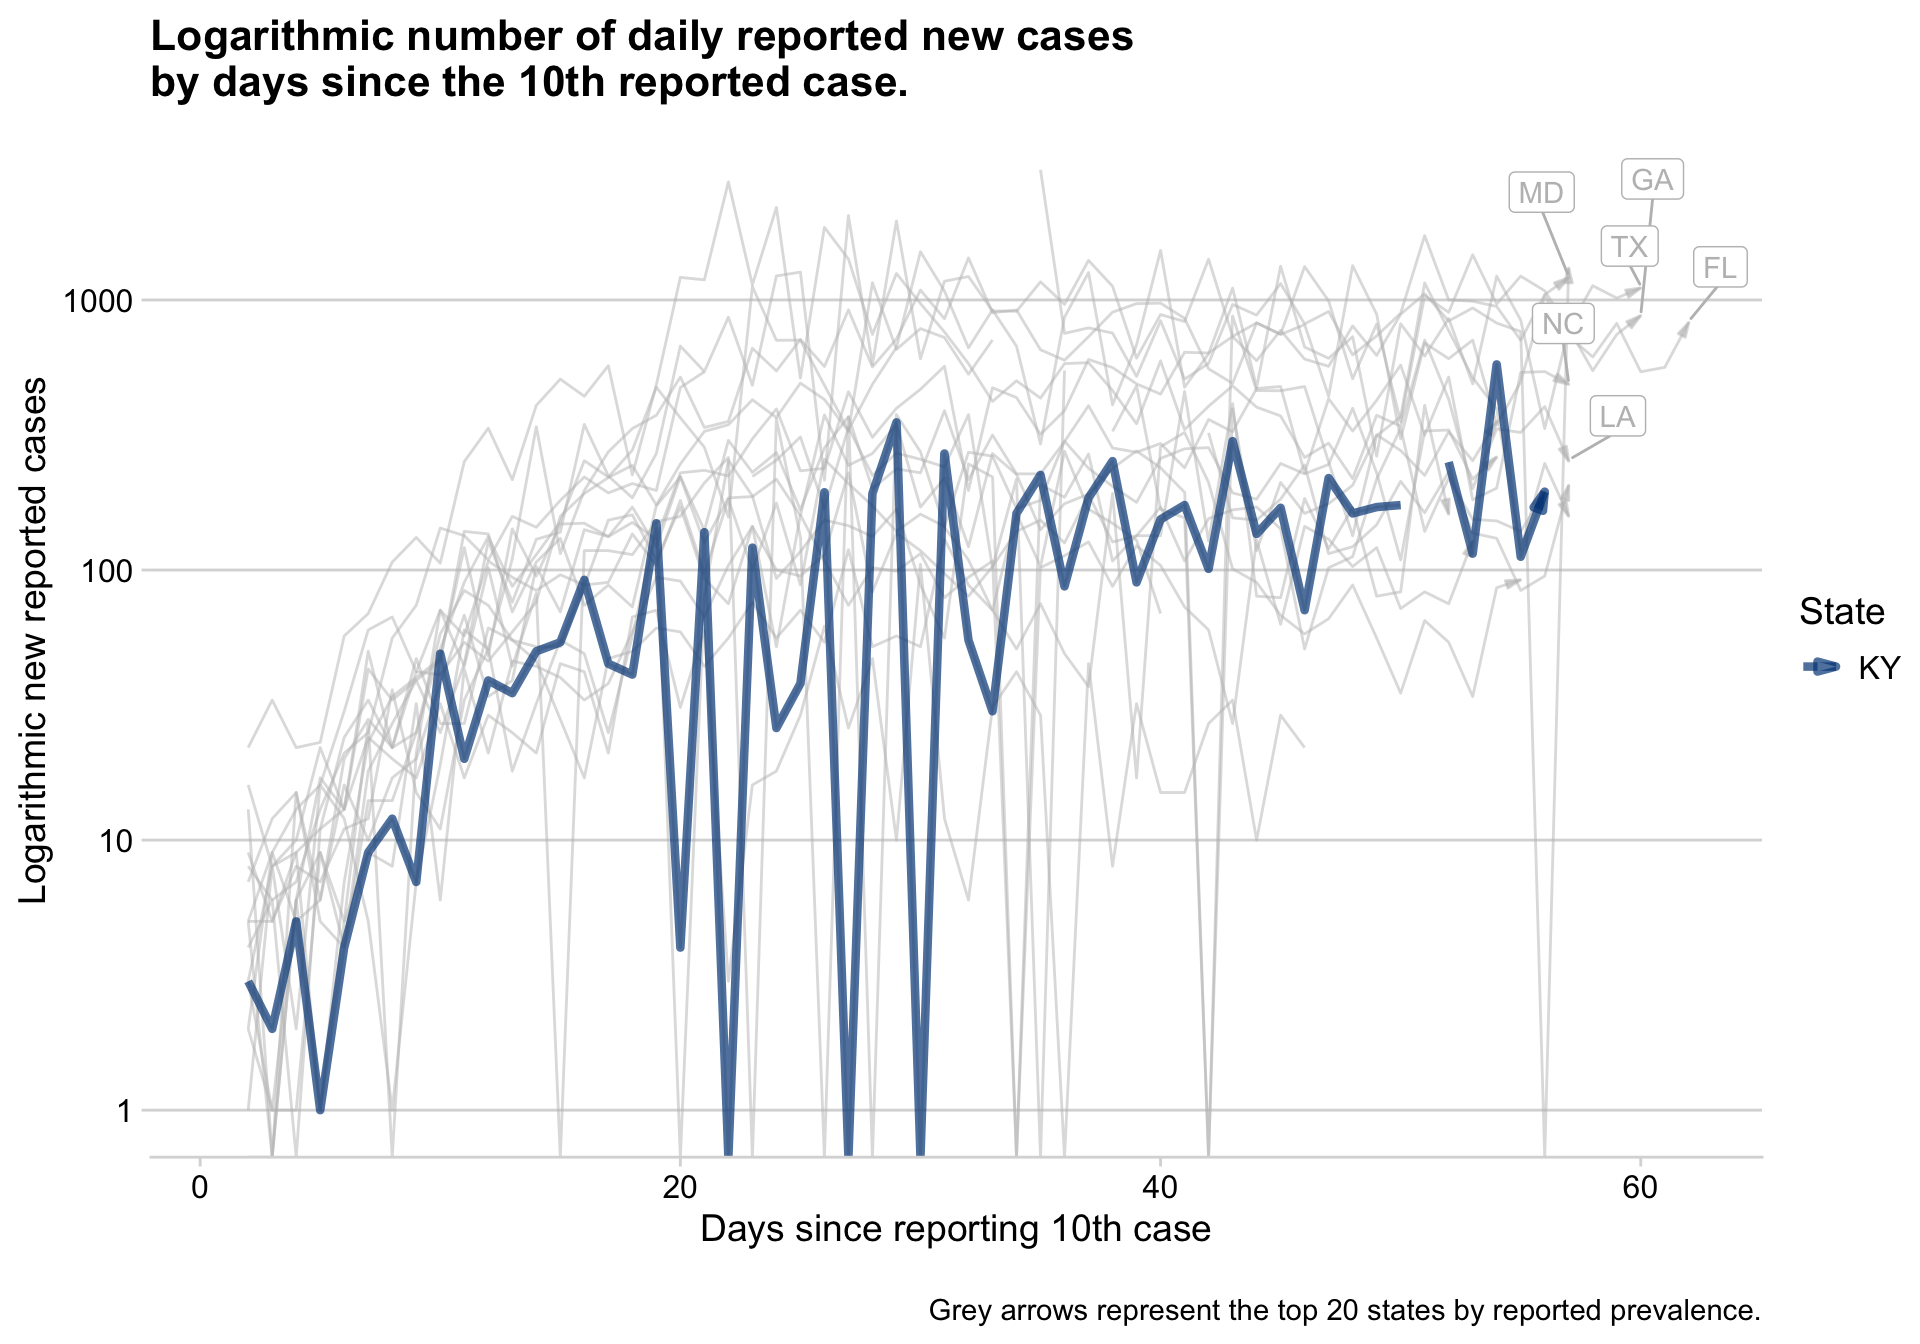 Logarithmic number of daily reported new cases
by days since the 10th reported case.
Logarithmic new reported cases
1000
100
10
1
MD
GA
TX
FL
NC
LA
State
KY
0
20
40
60
Days since reporting 10th case
Grey arrows represent the top 20 states by reported prevalence.